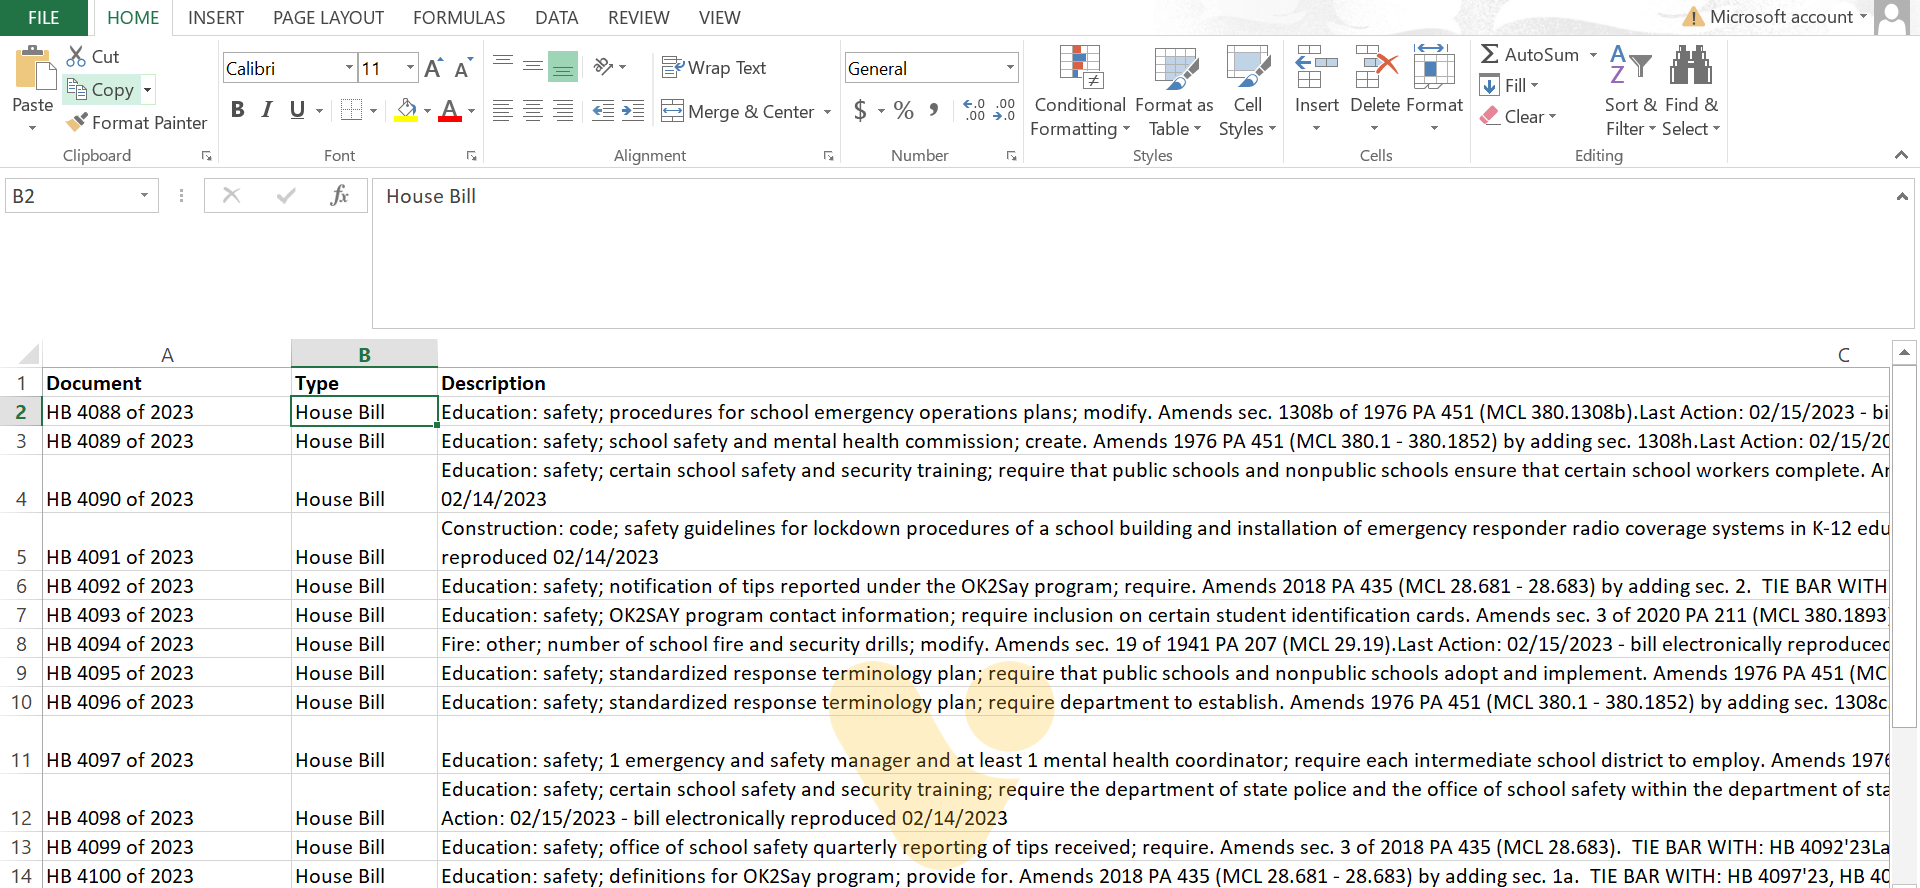 FILE HOME INSERT PAGE LAYOUT FORMULAS DATA REVIEW VIEW Microsoft account
Paste Cut Copy Format Painter
Clipboard
Calibri 11
B I U A
Font
Wrap Text
Merge & Center
Alignment
General
$ % ,
Number
Conditional Formatting Format as Table Cell Styles
Styles
Insert Delete Format
Cells
AutoSum
Fill
Clear
Sort & Filter Find & Select
Editing
B2 fx House Bill
A B C
1 Document Type Description
2 HB 4088 of 2023 House Bill Education: safety; procedures for school emergency operations plans; modify. Amends sec. 1308b of 1976 PA 451 (MCL 380.1308b).Last Action: 02/15/2023 - bi
3 HB 4089 of 2023 House Bill Education: safety; school safety and mental health commission; create. Amends 1976 PA 451 (MCL 380.1 - 380.1852) by adding sec. 1308h.Last Action: 02/15/20
Education: safety; certain school safety and security training; require that public schools and nonpublic schools ensure that certain school workers complete.
4 HB 4090 of 2023 House Bill 02/14/2023
Construction: code; safety guidelines for lockdown procedures of a school building and installation of emergency responder radio coverage systems in K-12 edu
5 HB 4091 of 2023 House Bill reproduced 02/14/2023
6 HB 4092 of 2023 House Bill Education: safety; notification of tips reported under the OK2Say program; require. Amends 2018 PA 435 (MCL 28.681 - 28.683) by adding sec. 2. TIE BAR WITH
7 HB 4093 of 2023 House Bill Education: safety; OK2SAY program contact information; require inclusion on certain student identification cards. Amends sec. 3 of 2020 PA 211 (MCL 380.1893
8 HB 4094 of 2023 House Bill Fire: other; number of school fire and security drills; modify. Amends sec. 19 of 1941 PA 207 (MCL 29.19).Last Action: 02/15/2023 - bill electronically reproduced
9 HB 4095 of 2023 House Bill Education: safety; standardized response terminology plan; require that public schools and nonpublic schools adopt and implement. Amends 1976 PA 451 (MC
10 HB 4096 of 2023 House Bill Education: safety; standardized response terminology plan; require department to establish. Amends 1976 PA 451 (MCL 380.1 - 380.1852) by adding sec. 1308c
11 HB 4097 of 2023 House Bill Education: safety; 1 emergency and safety manager and at least 1 mental health coordinator; require each intermediate school district to employ. Amends 1976
Education: safety; certain school safety and security training; require the department of state police and the office of school safety within the department of sta
12 HB 4098 of 2023 House Bill Action: 02/15/2023 - bill electronically reproduced 02/14/2023
13 HB 4099 of 2023 House Bill Education: safety; office of school safety quarterly reporting of tips received; require. Amends sec. 3 of 2018 PA 435 (MCL 28.683). TIE BAR WITH: HB 4092'23La
14 HB 4100 of 2023 House Bill Education: safety; definitions for OK2Say program; provide for. Amends 2018 PA 435 (MCL 28.681 - 28.683) by adding sec. 1a. TIE BAR WITH: HB 4097'23, HB 40